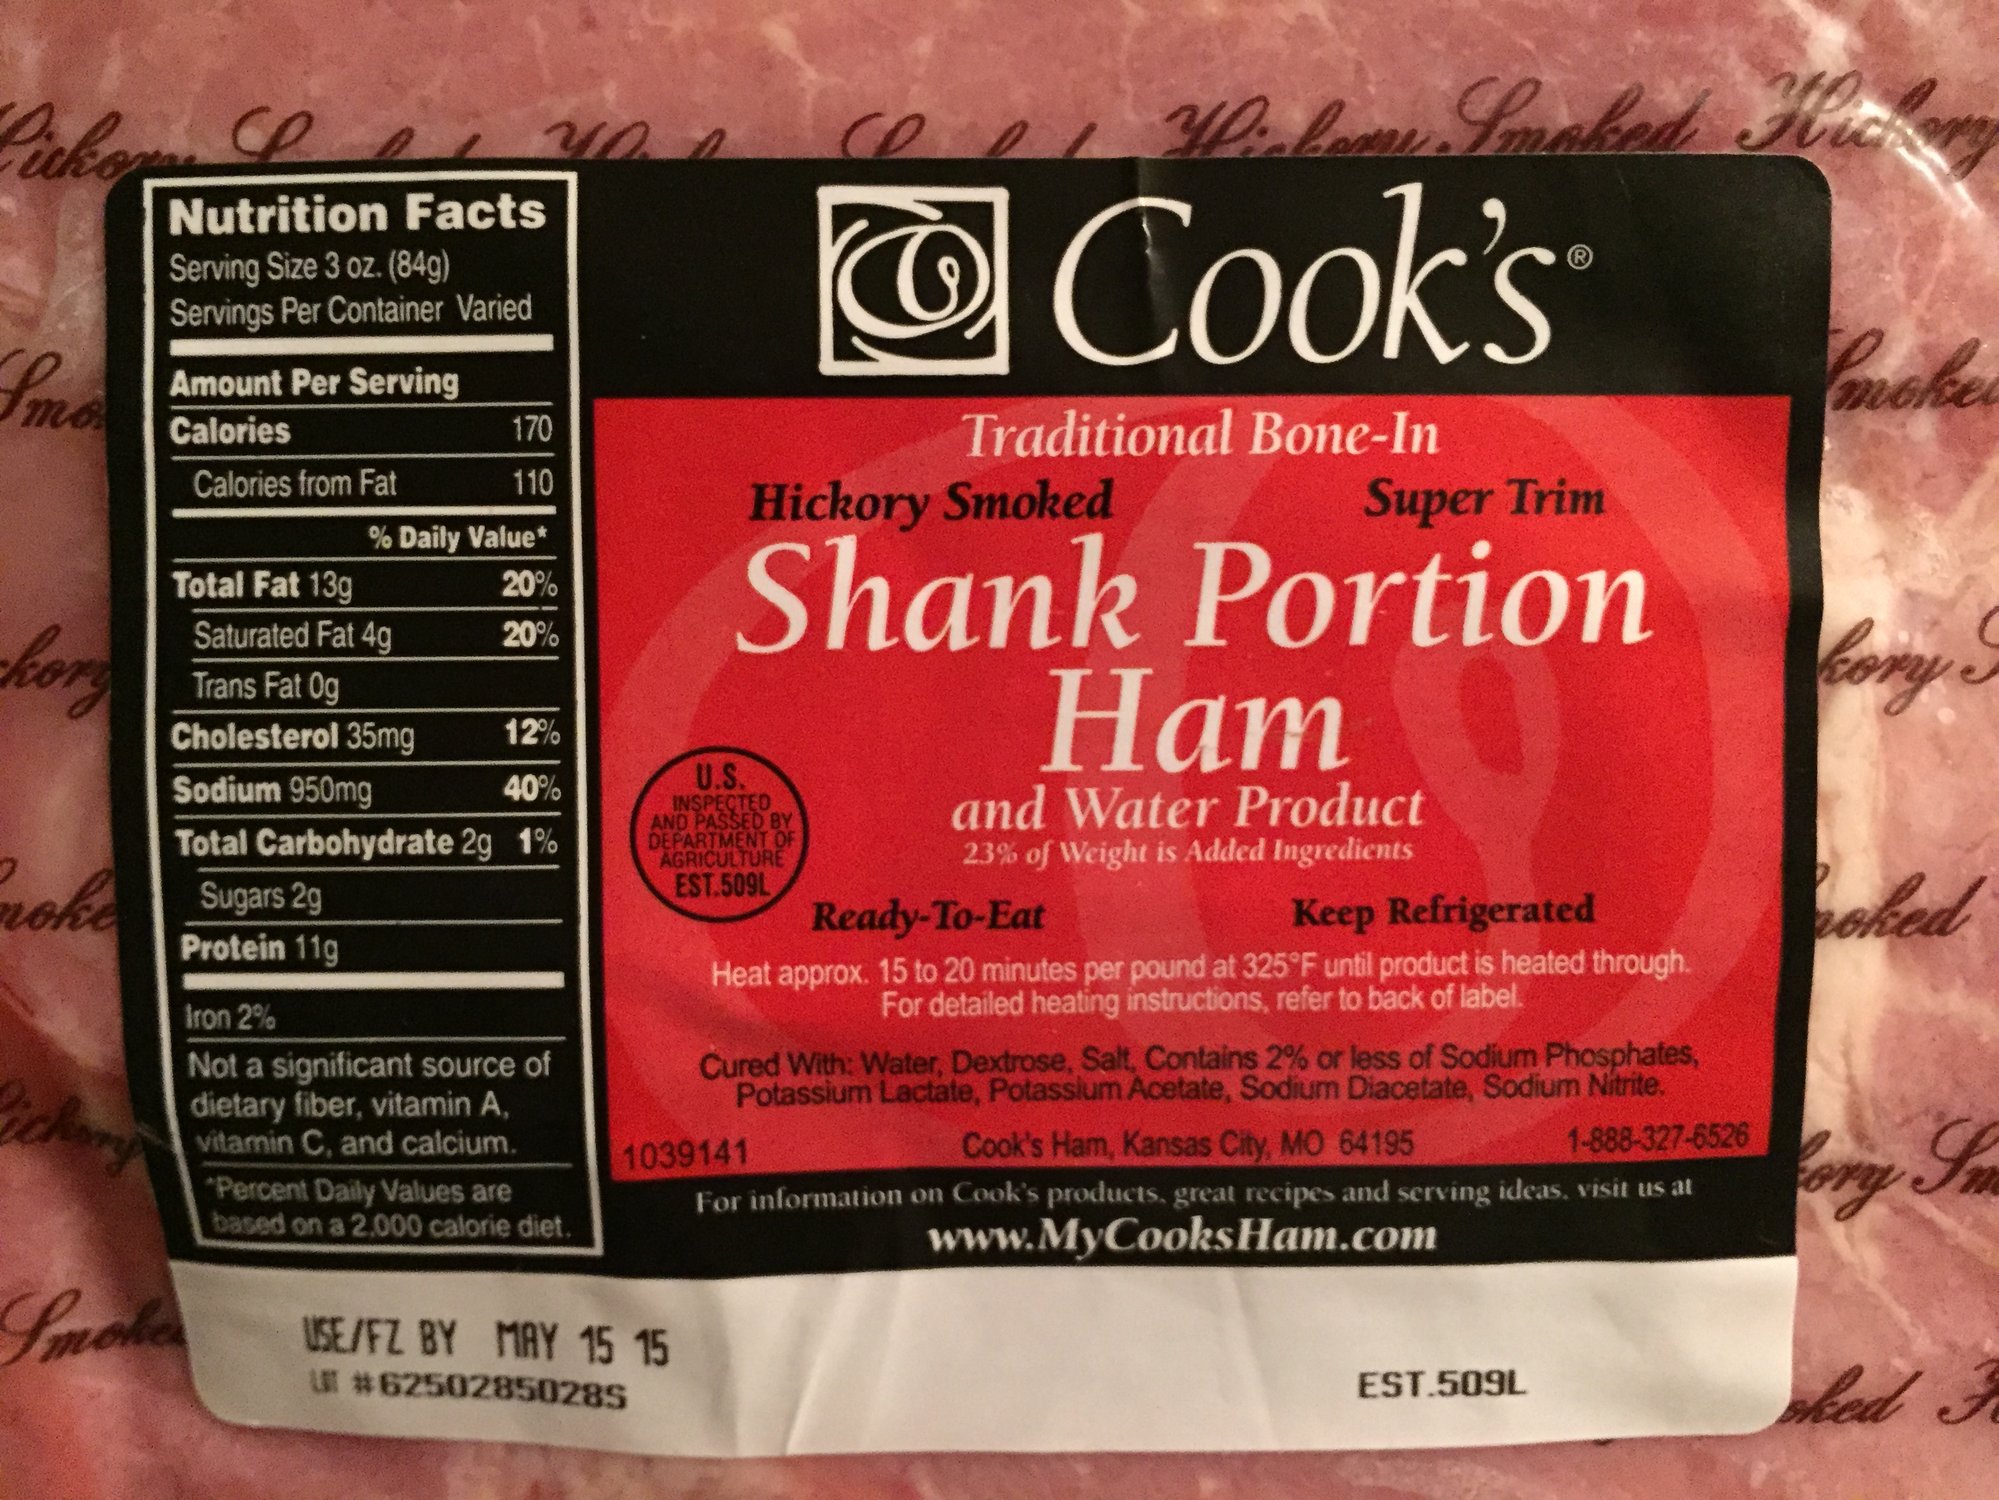 Hickory Smoked Hickory
Nutrition Facts
Serving Size 3 oz. (84g)
Servings Per Container Varied
Amount Per Serving
Calories 170
Calories from Fat 110
% Daily Value*
Total Fat 13g 20%
Saturated Fat 4g 20%
Trans Fat 0g
Cholesterol 35mg 12%
Sodium 950mg 40%
Total Carbohydrate 2g 1%
Sugars 2g
Protein 11g
Iron 2%
Not a significant source of
dietary fiber, vitamin A,
vitamin C, and calcium.
*Percent Daily Values are
based on a 2,000 calorie diet.
Cook's®
Traditional Bone-In
Hickory Smoked Super Trim
Shank Portion
Ham
and Water Product
23% of Weight is Added Ingredients
U.S.
INSPECTED
AND PASSED BY
DEPARTMENT OF
AGRICULTURE
EST.509L
Ready-To-Eat Keep Refrigerated
Heat approx. 15 to 20 minutes per pound at 325°F until product is heated through.
For detailed heating instructions, refer to back of label.
Cured With: Water, Dextrose, Salt, Contains 2% or less of Sodium Phosphates,
Potassium Lactate, Potassium Acetate, Sodium Diacetate, Sodium Nitrite.
1039141 Cook's Ham, Kansas City, MO 64195 1-888-327-6526
For information on Cook's products, great recipes and serving ideas, visit us at
www.MyCooksHam.com
USE/FZ BY MAY 15 15
LOT #6250285028S
EST.509L